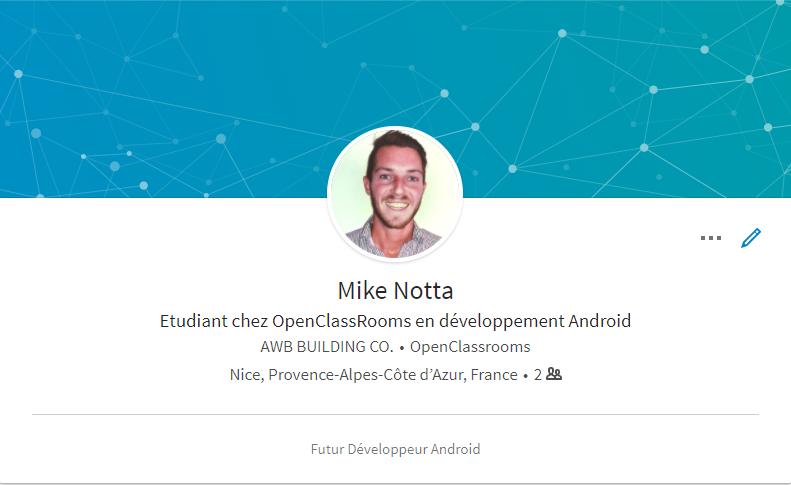 Mike Notta
Etudiant chez OpenClassRooms en développement Android
AWB BUILDING CO. • OpenClassrooms
Nice, Provence-Alpes-Côte d’Azur, France • 2
Futur Développeur Android